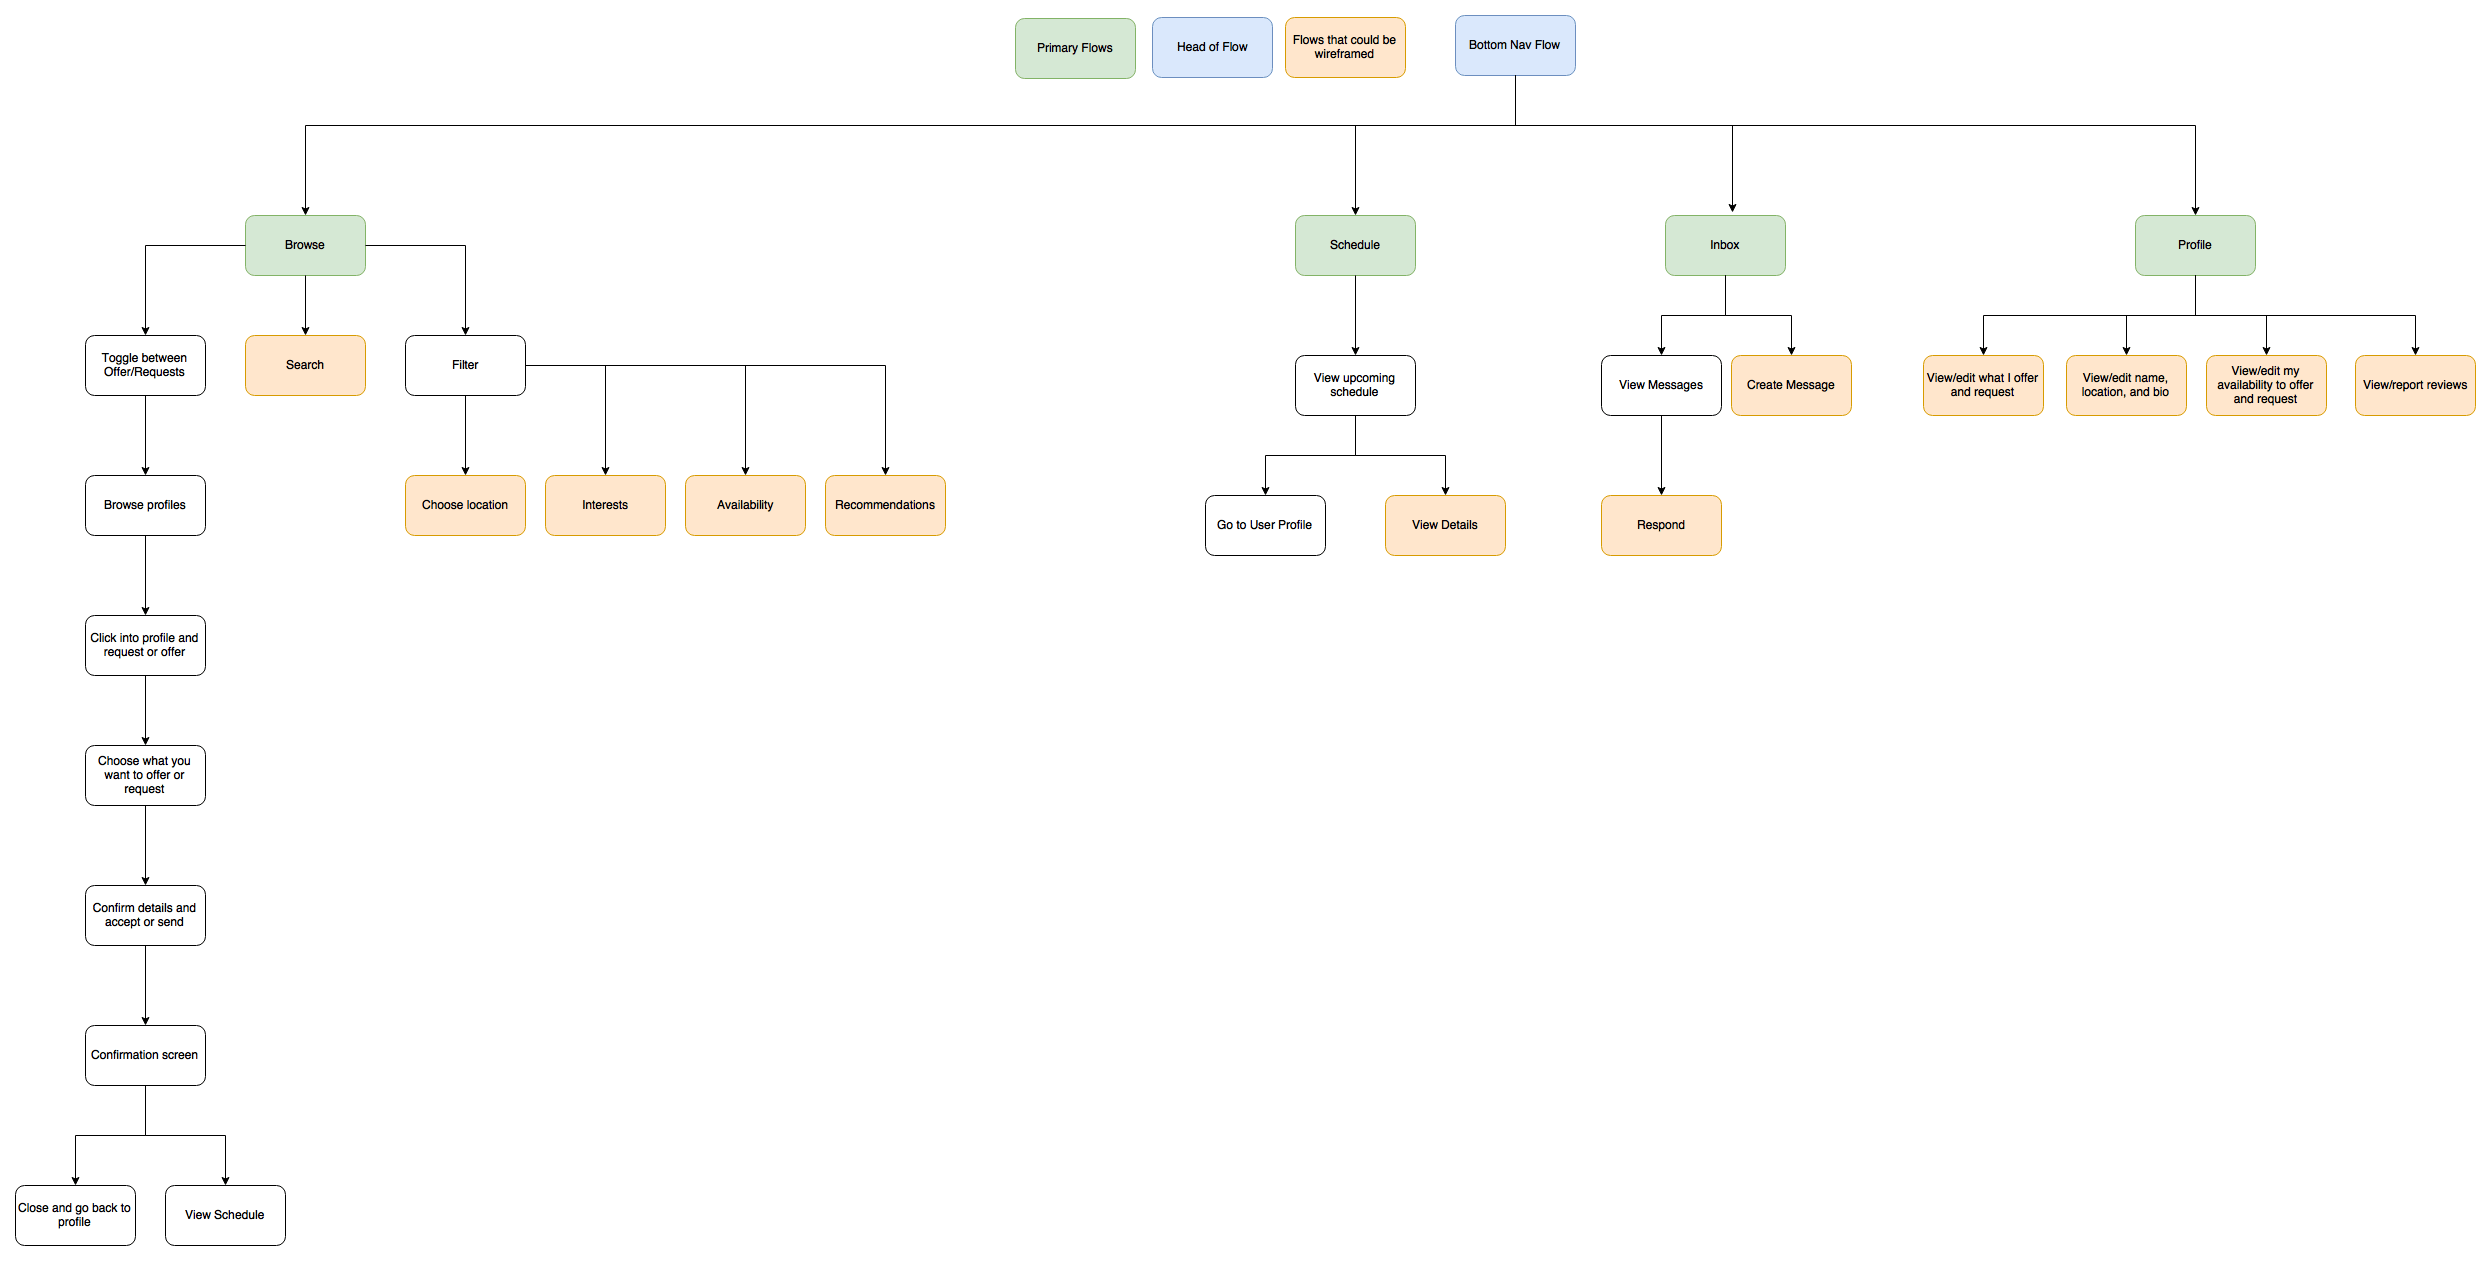 Primary Flows
Head of Flow
Flows that could be
wireframed
Bottom Nav Flow
Browse
Schedule
Inbox
Profile
Toggle between
Offer/Requests
Search
Filter
View upcoming
schedule
View Messages
Create Message
View/edit what I offer
and request
View/edit name,
location, and bio
View/edit my
availability to offer
and request
View/report reviews
Browse profiles
Choose location
Interests
Availability
Recommendations
Go to User Profile
View Details
Respond
Click into profile and
request or offer
Choose what you
want to offer or
request
Confirm details and
accept or send
Confirmation screen
Close and go back to
profile
View Schedule